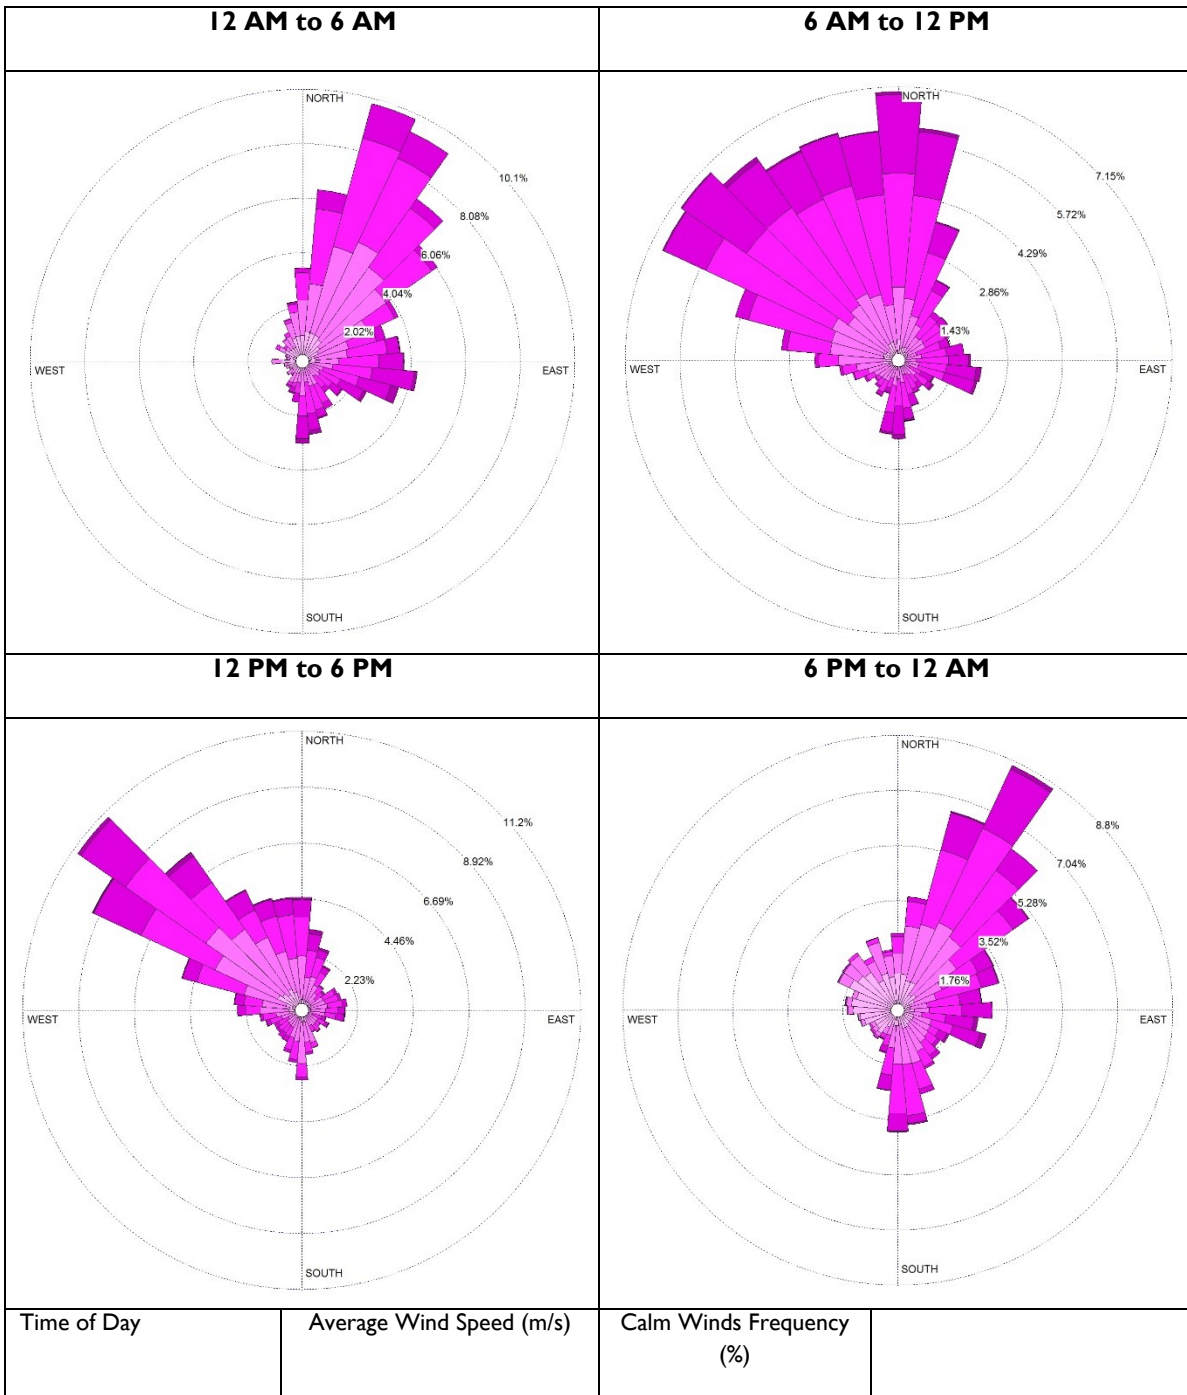 12 AM to 6 AM
6 AM to 12 PM
NORTH
10.1%
8.08%
6.06%
4.04%
2.02%
WEST
EAST
SOUTH
NORTH
7.15%
5.72%
4.29%
2.86%
1.43%
WEST
EAST
SOUTH
12 PM to 6 PM
6 PM to 12 AM
NORTH
11.2%
8.92%
6.69%
4.46%
2.23%
WEST
EAST
SOUTH
NORTH
8.8%
7.04%
5.28%
3.52%
1.76%
WEST
EAST
SOUTH
Time of Day
Average Wind Speed (m/s)
Calm Winds Frequency
(%)